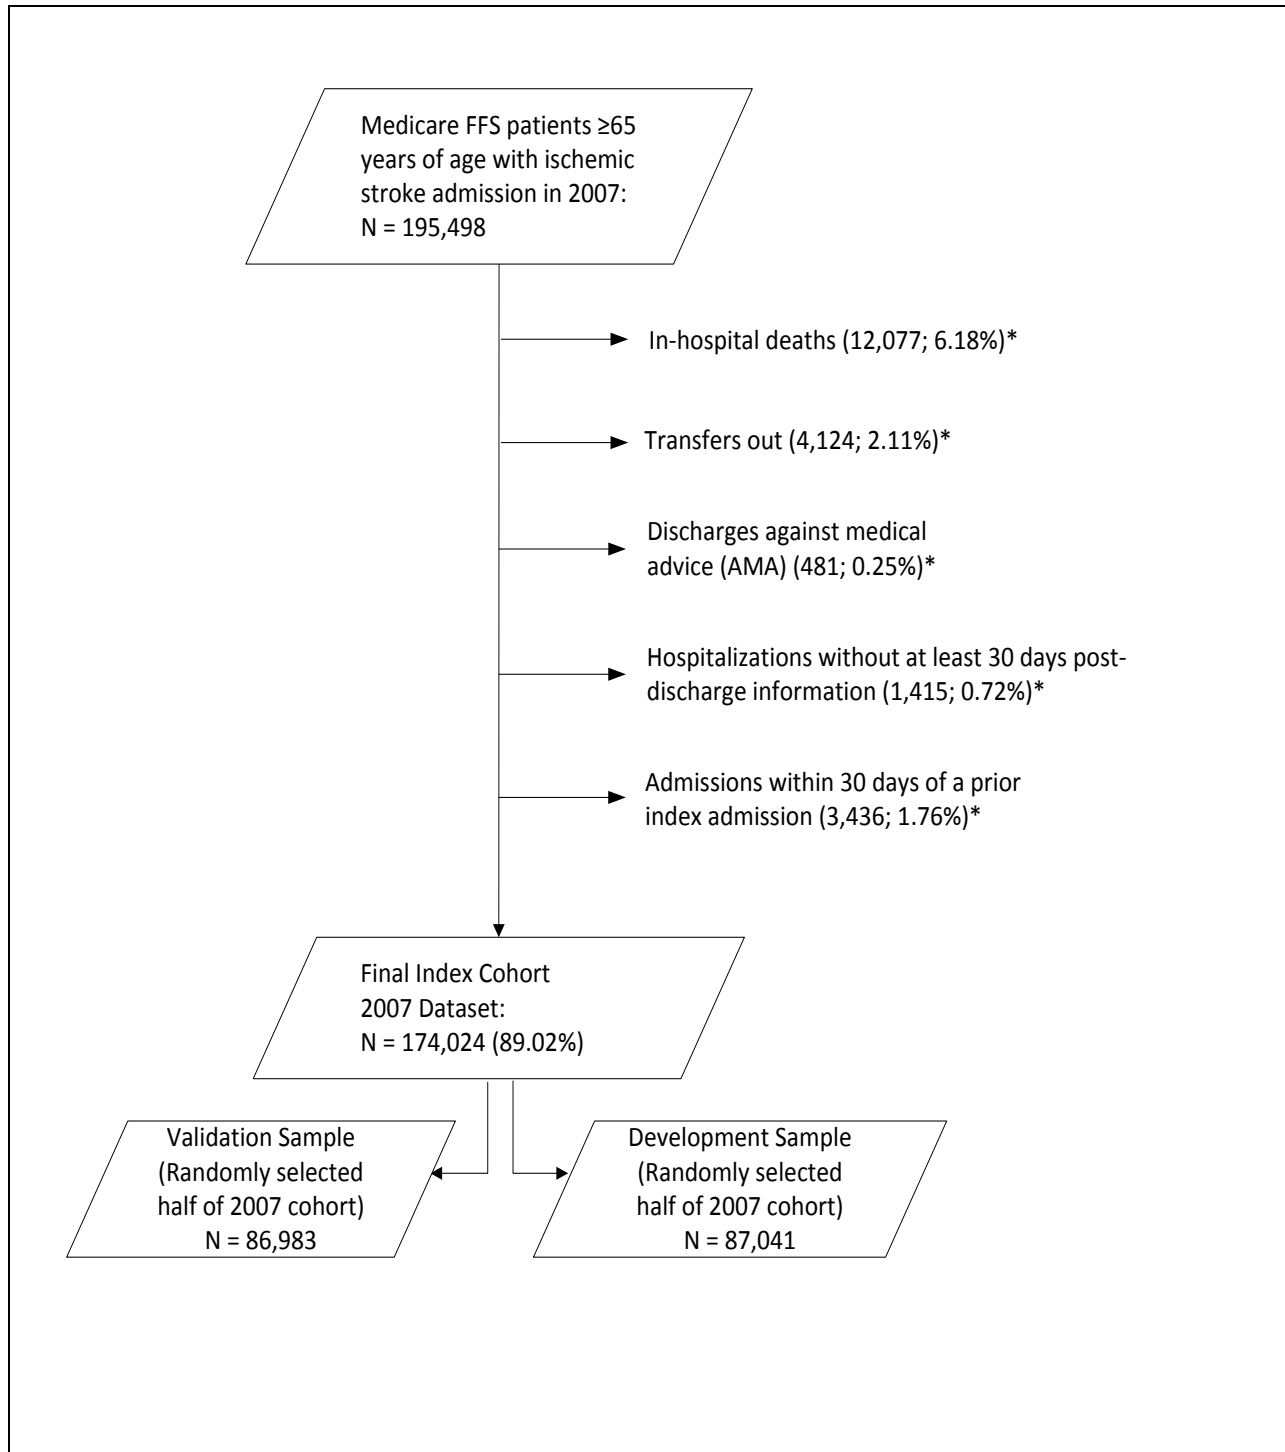 Medicare FFS patients ≥65
years of age with ischemic
stroke admission in 2007:
N = 195,498
In-hospital deaths (12,077; 6.18%)*
Transfers out (4,124; 2.11%)*
Discharges against medical
advice (AMA) (481; 0.25%)*
Hospitalizations without at least 30 days post-
discharge information (1,415; 0.72%)*
Admissions within 30 days of a prior
index admission (3,436; 1.76%)*
Final Index Cohort
2007 Dataset:
N = 174,024 (89.02%)
Validation Sample
(Randomly selected
half of 2007 cohort)
N = 86,983
Development Sample
(Randomly selected
half of 2007 cohort)
N = 87,041